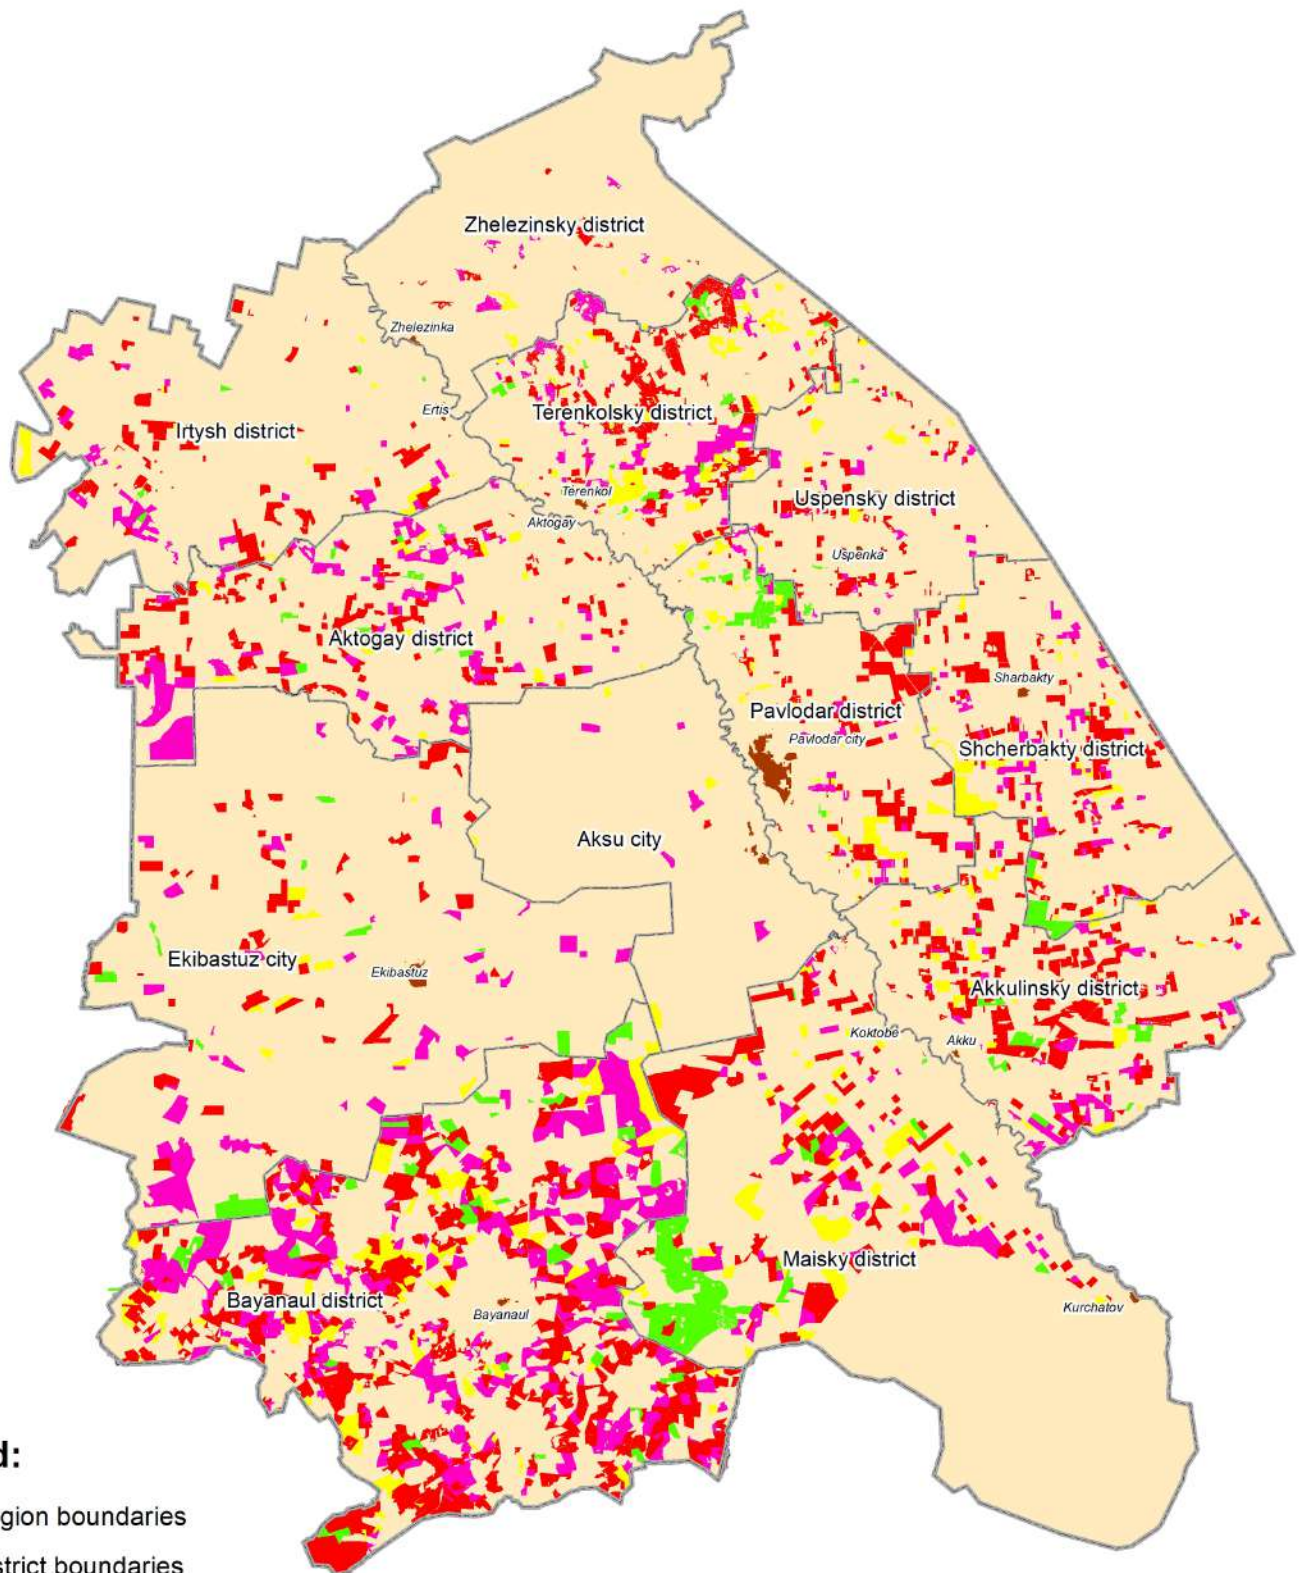 Zhelezinsky district
Zhelezinka
Ertis
Terenkolsky district
Irtysh district
Terenkol
Uspensky district
Aktogay
Uspenka
Aktogay district
Sharbakty
Pavlodar district
Pavlodar city
Shcherbakty district
Aksu city
Ekibastuz city
Ekibastuz
Akkulinsky district
Koktobe
Akku
Maisky district
Bayanaul district
Bayanaul
Kurchatov
d:
gion boundaries
strict boundaries